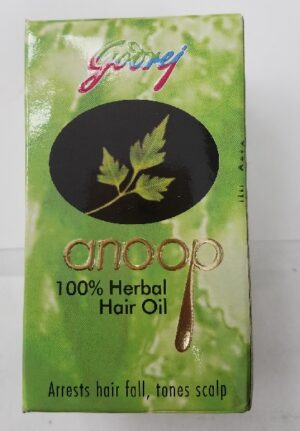 Godrej
anoop
100% Herbal
Hair Oil
Arrests hair fall, tones scalp